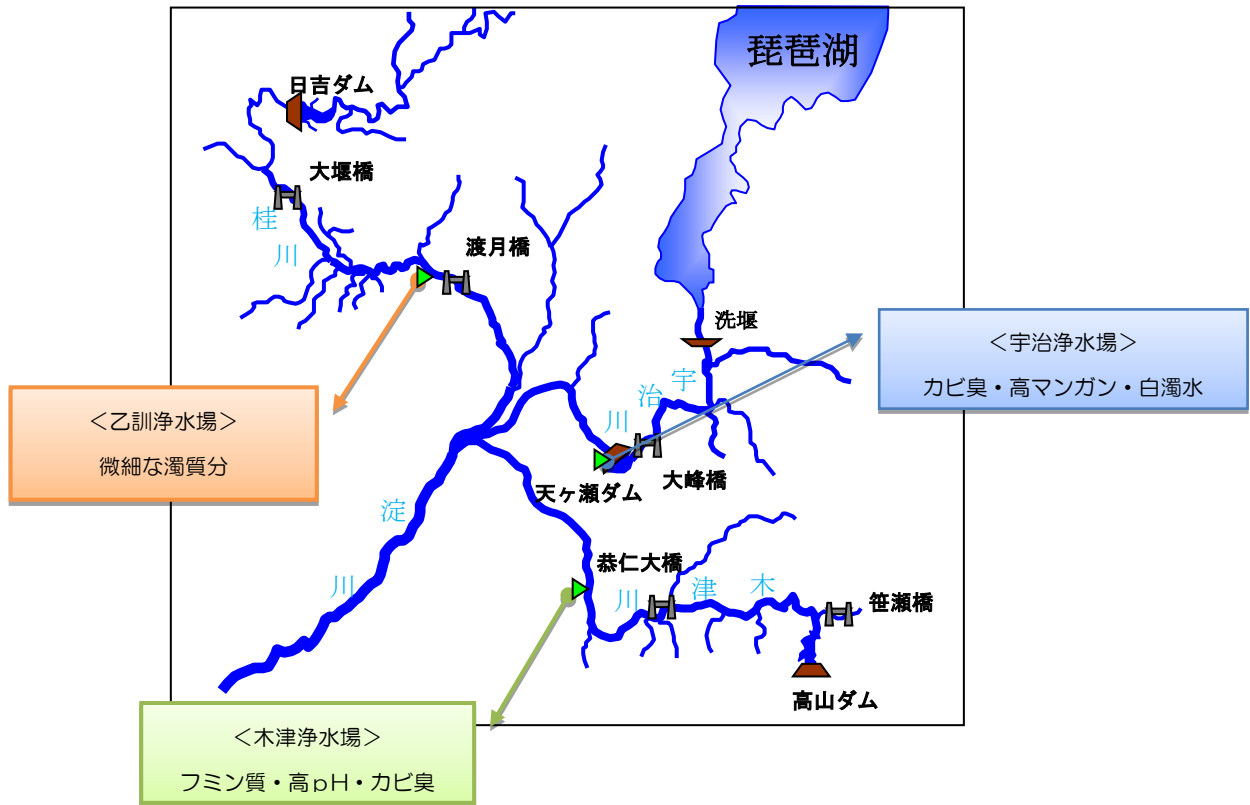 琵琶湖
日吉ダム
大堰橋
桂川
渡月橋
洗堰
宇治川
<宇治浄水場>
カビ臭・高マンガン・白濁水
<乙訓浄水場>
微細な濁質分
大峰橋
天ヶ瀬ダム
淀川
恭仁大橋
木津川
笹瀬橋
高山ダム
<木津浄水場>
フミン質・高pH・カビ臭